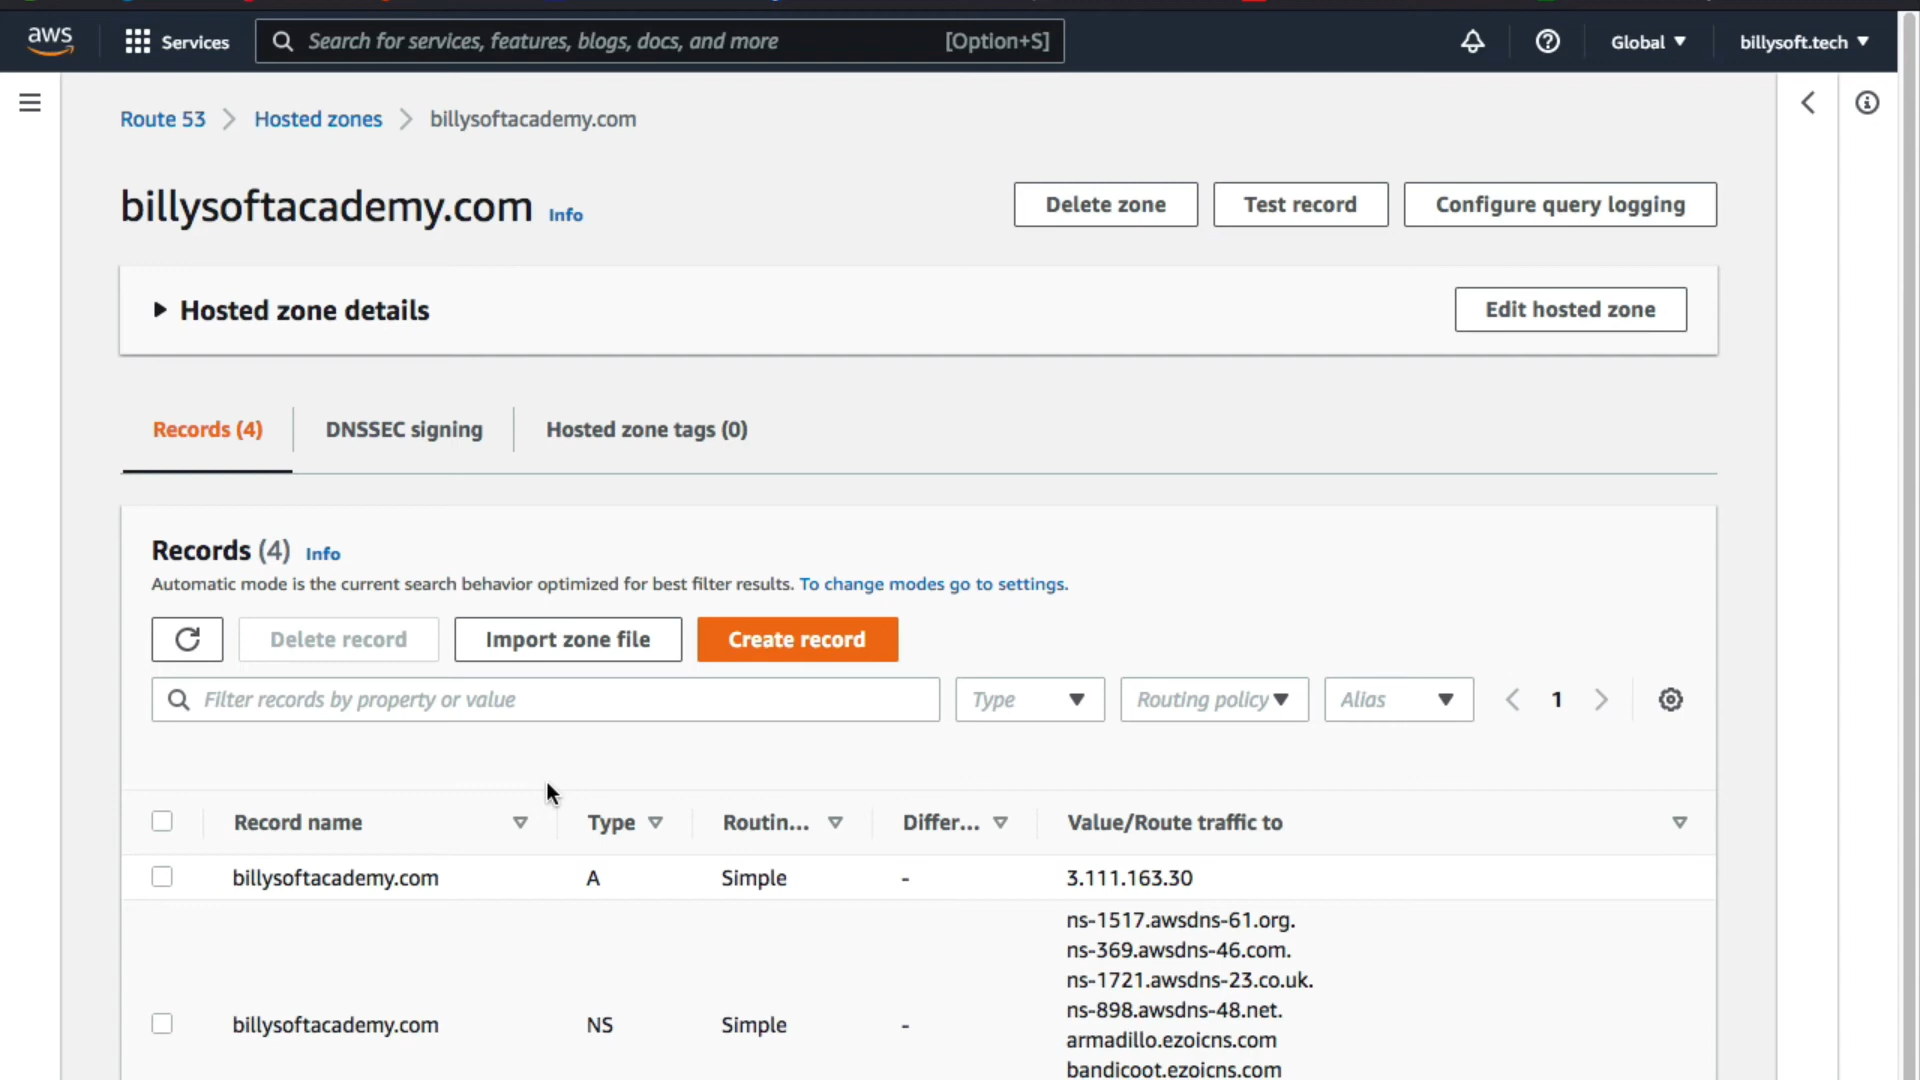 aws
Services
Search for services, features, blogs, docs, and more
[Option+S]
Global
billysoft.tech
Route 53
Hosted zones
billysoftacademy.com
billysoftacademy.com
Info
Delete zone
Test record
Configure query logging
Hosted zone details
Edit hosted zone
Records (4)
DNSSEC signing
Hosted zone tags (0)
Records (4) Info
Automatic mode is the current search behavior optimized for best filter results. To change modes go to settings.
Delete record
Import zone file
Create record
Filter records by property or value
Type
Routing policy
Alias
1
Record name
Type
Routin...
Differ...
Value/Route traffic to
billysoftacademy.com
A
Simple
-
3.111.163.30
billysoftacademy.com
NS
Simple
-
ns-1517.awsdns-61.org.
ns-369.awsdns-46.com.
ns-1721.awsdns-23.co.uk.
ns-898.awsdns-48.net.
armadillo.ezoicns.com
bandicoot.ezoicns.com